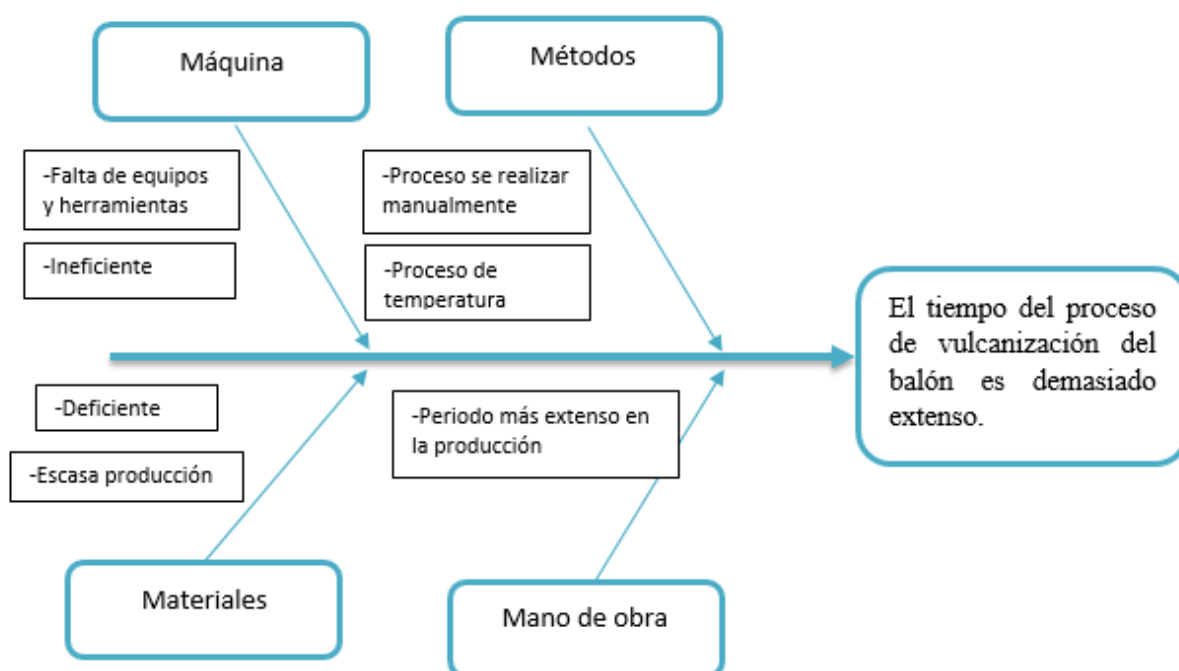 Máquina
Métodos
-Falta de equipos
y herramientas
-Ineficiente
-Proceso se realizar
manualmente
-Proceso de
temperatura
El tiempo del proceso
de vulcanización del
balón es demasiado
extenso.
-Deficiente
-Escasa producción
-Periodo más extenso en
la producción
Materiales
Mano de obra